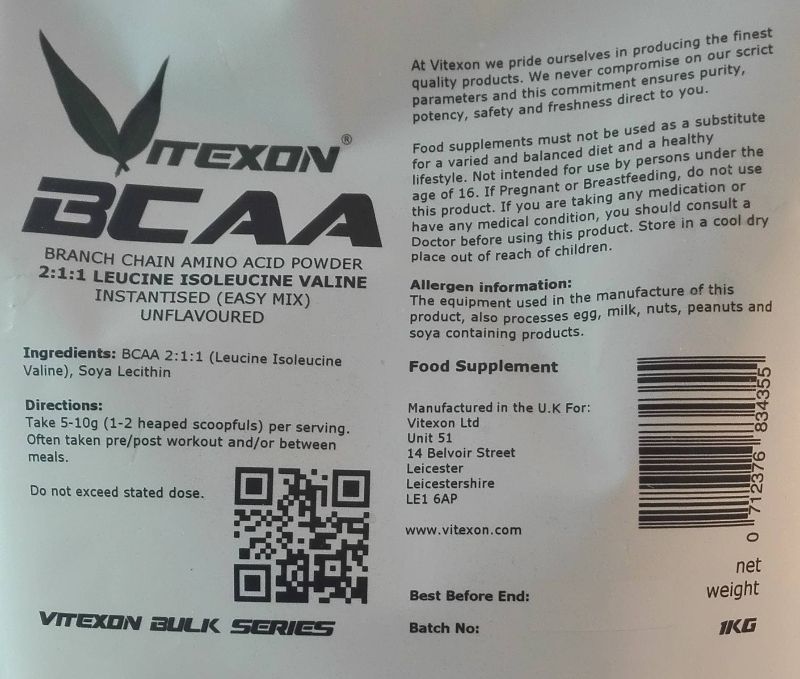 VITEXON®
BCAA
BRANCH CHAIN AMINO ACID POWDER
2:1:1 LEUCINE ISOLEUCINE VALINE
INSTANTISED (EASY MIX)
UNFLAVOURED
Ingredients: BCAA 2:1:1 (Leucine Isoleucine
Valine), Soya Lecithin
Directions:
Take 5-10g (1-2 heaped scoopfuls) per serving.
Often taken pre/post workout and/or between
meals.
Do not exceed stated dose.
VITEXON BULK SERIES
At Vitexon we pride ourselves in producing the finest
quality products. We never compromise on our scrict
parameters and this commitment ensures purity,
potency, safety and freshness direct to you.
Food supplements must not be used as a substitute
for a varied and balanced diet and a healthy
lifestyle. Not intended for use by persons under the
age of 16. If Pregnant or Breastfeeding, do not use
this product. If you are taking any medication or
have any medical condition, you should consult a
Doctor before using this product. Store in a cool dry
place out of reach of children.
Allergen information:
The equipment used in the manufacture of this
product, also processes egg, milk, nuts, peanuts and
soya containing products.
Food Supplement
Manufactured in the U.K For:
Vitexon Ltd
Unit 51
14 Belvoir Street
Leicester
Leicestershire
LE1 6AP
www.vitexon.com
Best Before End:
Batch No:
0 712376 834355
net
weight
1KG